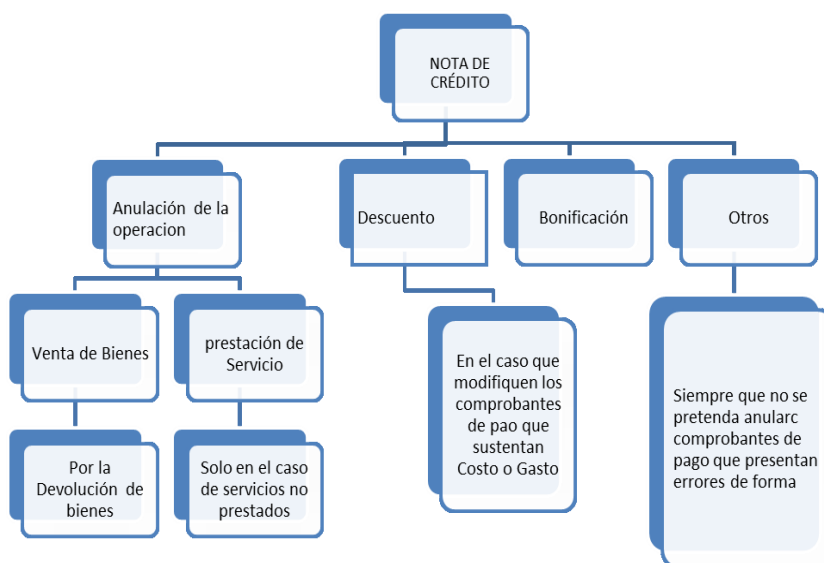 NOTA DE
CRÉDITO
Anulación de la
operacion
Descuento
Bonificación
Otros
Venta de Bienes
prestación de
Servicio
En el caso que
modifiquen los
comprobantes
de pao que
sustentan
Costo o Gasto
Siempre que no se
pretenda anularc
comprobantes de
pago que presentan
errores de forma
Por la
Devolución de
bienes
Solo en el caso
de servicios no
prestados